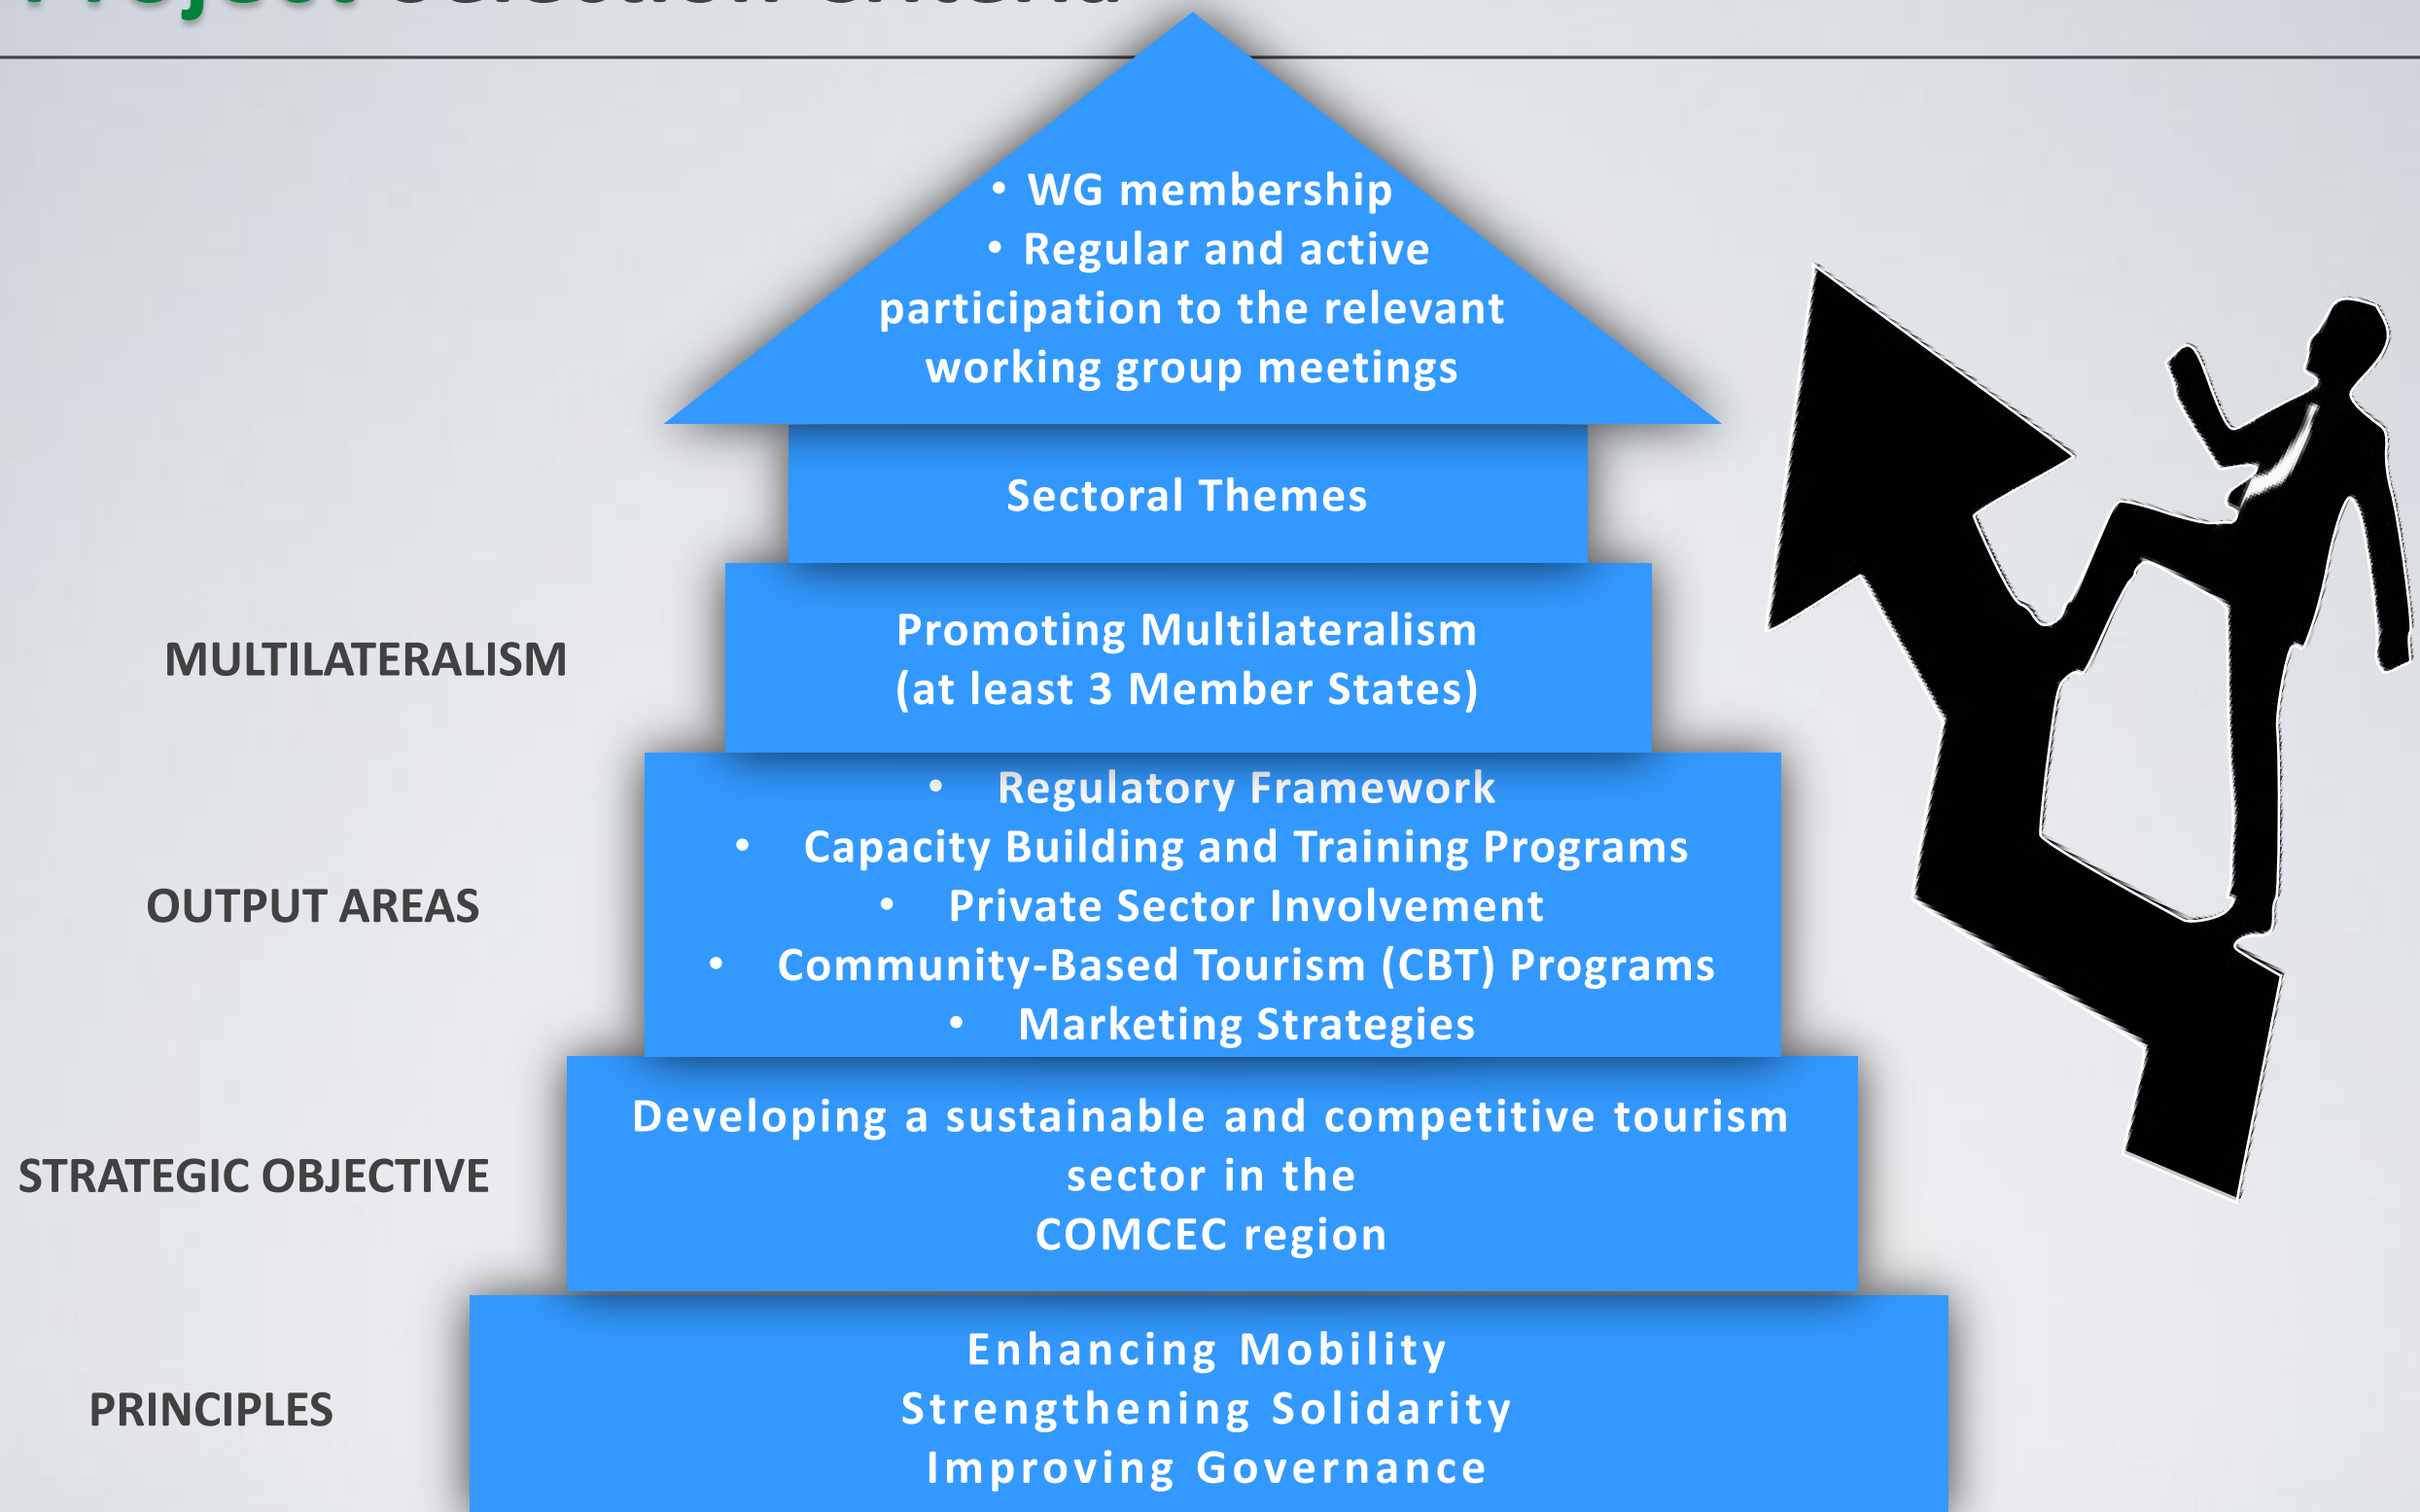 Project Selection Criteria
• WG membership
• Regular and active
participation to the relevant
working group meetings
Sectoral Themes
MULTILATERALISM
Promoting Multilateralism
(at least 3 Member States)
OUTPUT AREAS
• Regulatory Framework
• Capacity Building and Training Programs
• Private Sector Involvement
• Community-Based Tourism (CBT) Programs
• Marketing Strategies
STRATEGIC OBJECTIVE
Developing a sustainable and competitive tourism
sector in the
COMCEC region
PRINCIPLES
Enhancing Mobility
Strengthening Solidarity
Improving Governance